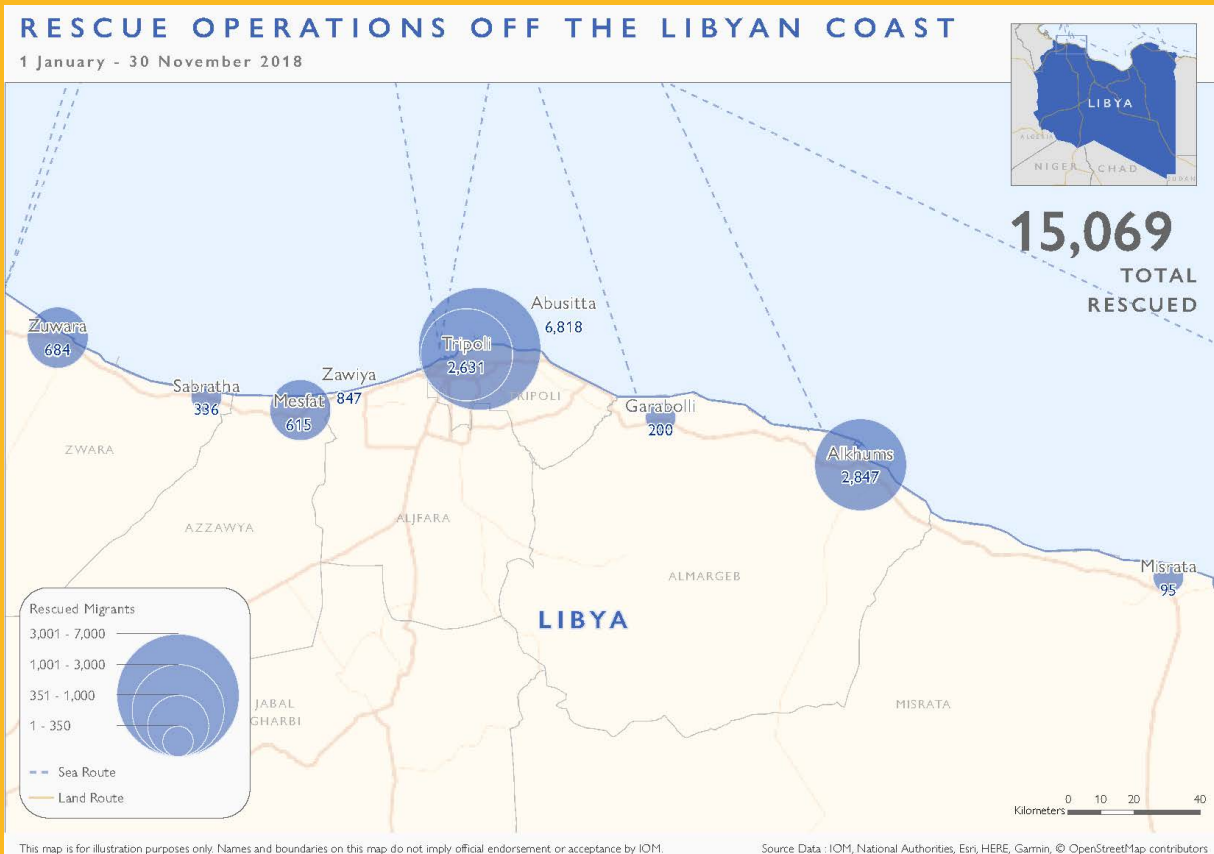 RESCUE OPERATIONS OFF THE LIBYAN COAST
1 January - 30 November 2018
LIBYA
ALGERIA
NIGER
CHAD
SUDAN
15,069
TOTAL
RESCUED
Abusitta
6,818
Zuwara
684
Tripoli
2,631
Sabratha
336
Zawiya
847
Mesfat
615
TRIPOLI
Garabolli
200
Alkhums
2,847
ZWARA
AZZAWYA
ALJFARA
ALMARGEB
Misrata
95
LIBYA
JABAL
GHARBI
MISRATA
Rescued Migrants
3,001 - 7,000
1,001 - 3,000
351 - 1,000
1 - 350
Sea Route
Land Route
Kilometers
0 10 20 40
This map is for illustration purposes only. Names and boundaries on this map do not imply official endorsement or acceptance by IOM.
Source Data : IOM, National Authorities, Esri, HERE, Garmin, © OpenStreetMap contributors